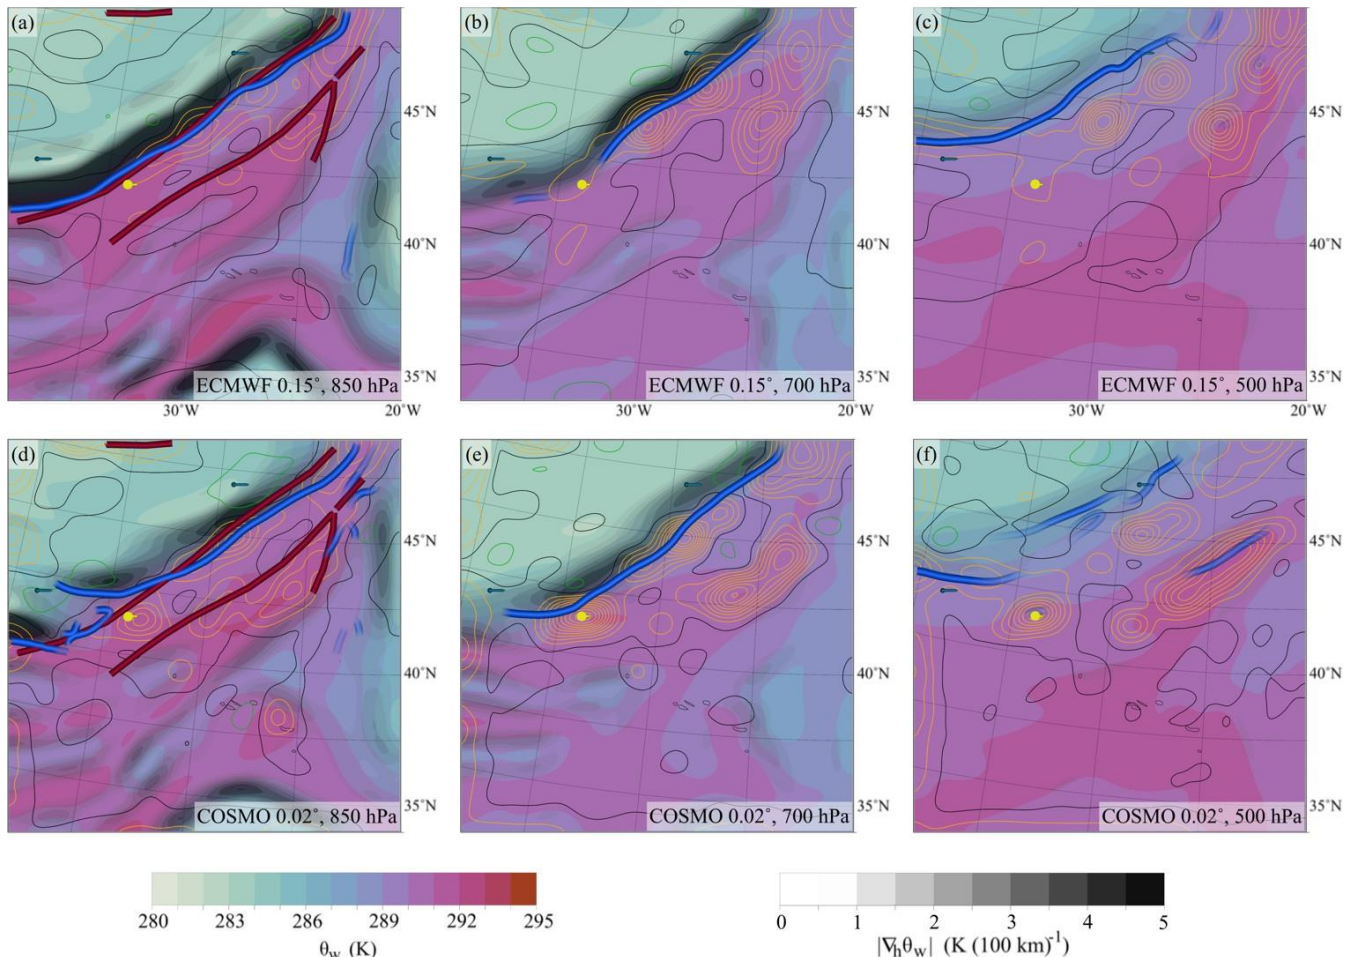 (a) (b) (c)
45°N 45°N 45°N
40°N 40°N 40°N
ECMWF 0.15°, 850 hPa ECMWF 0.15°, 700 hPa ECMWF 0.15°, 500 hPa
35°N 35°N 35°N
30°W 20°W 30°W 20°W 30°W 20°W
(d) (e) (f)
45°N 45°N 45°N
40°N 40°N 40°N
COSMO 0.02°, 850 hPa COSMO 0.02°, 700 hPa COSMO 0.02°, 500 hPa
35°N 35°N 35°N
280 283 286 289 292 295 0 1 2 3 4 5
θw (K) |∇hθw| (K (100 km)-1)